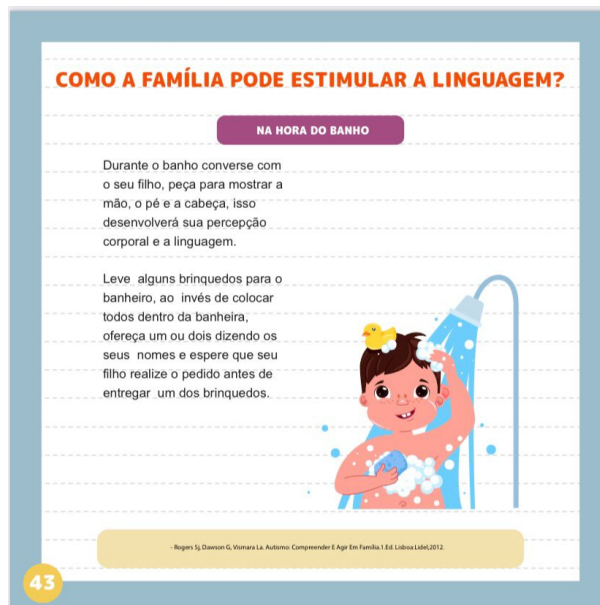 COMO A FAMÍLIA PODE ESTIMULAR A LINGUAGEM?
NA HORA DO BANHO
Durante o banho converse com
o seu filho, peça para mostrar a
mão, o pé e a cabeça, isso
desenvolverá sua percepção
corporal e a linguagem.
Leve alguns brinquedos para o
banheiro, ao invés de colocar
todos dentro da banheira,
ofereça um ou dois dizendo os
seus nomes e espere que seu
filho realize o pedido antes de
entregar um dos brinquedos.
- Rogers Sj, Dawson G, Vismara La. Autismo: Compreender E Agir Em Família.1.Ed. Lisboa Lidel,2012.
43